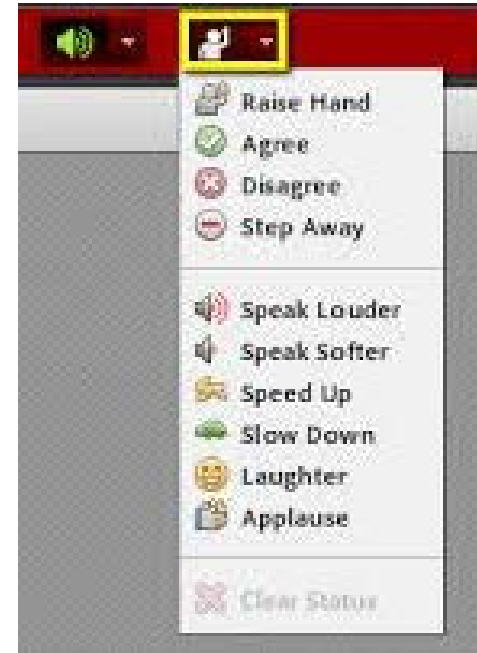 Raise Hand
Agree
Disagree
Step Away
Speak Louder
Speak Softer
Speed Up
Slow Down
Laughter
Applause
Clear Status